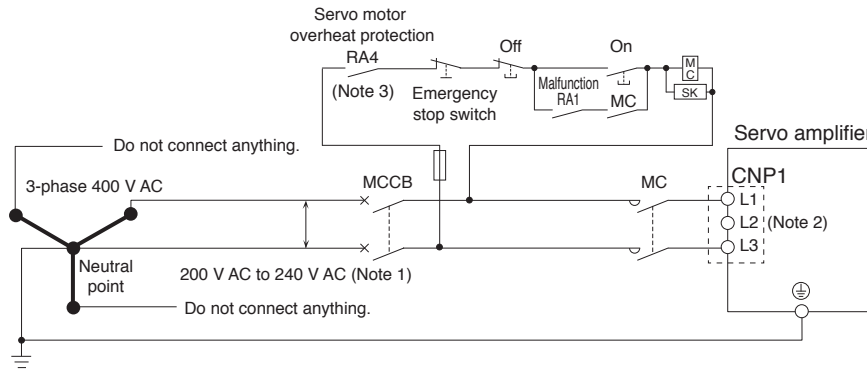 Servo motor
overheat protection
RA4
(Note 3)
Emergency
stop switch
Off
On
Malfunction
RA1
MC
M
C
SK
Do not connect anything.
3-phase 400 V AC
MCCB
MC
Servo amplifier
CNP1
L1
L2 (Note 2)
L3
Neutral
point
200 V AC to 240 V AC (Note 1)
Do not connect anything.